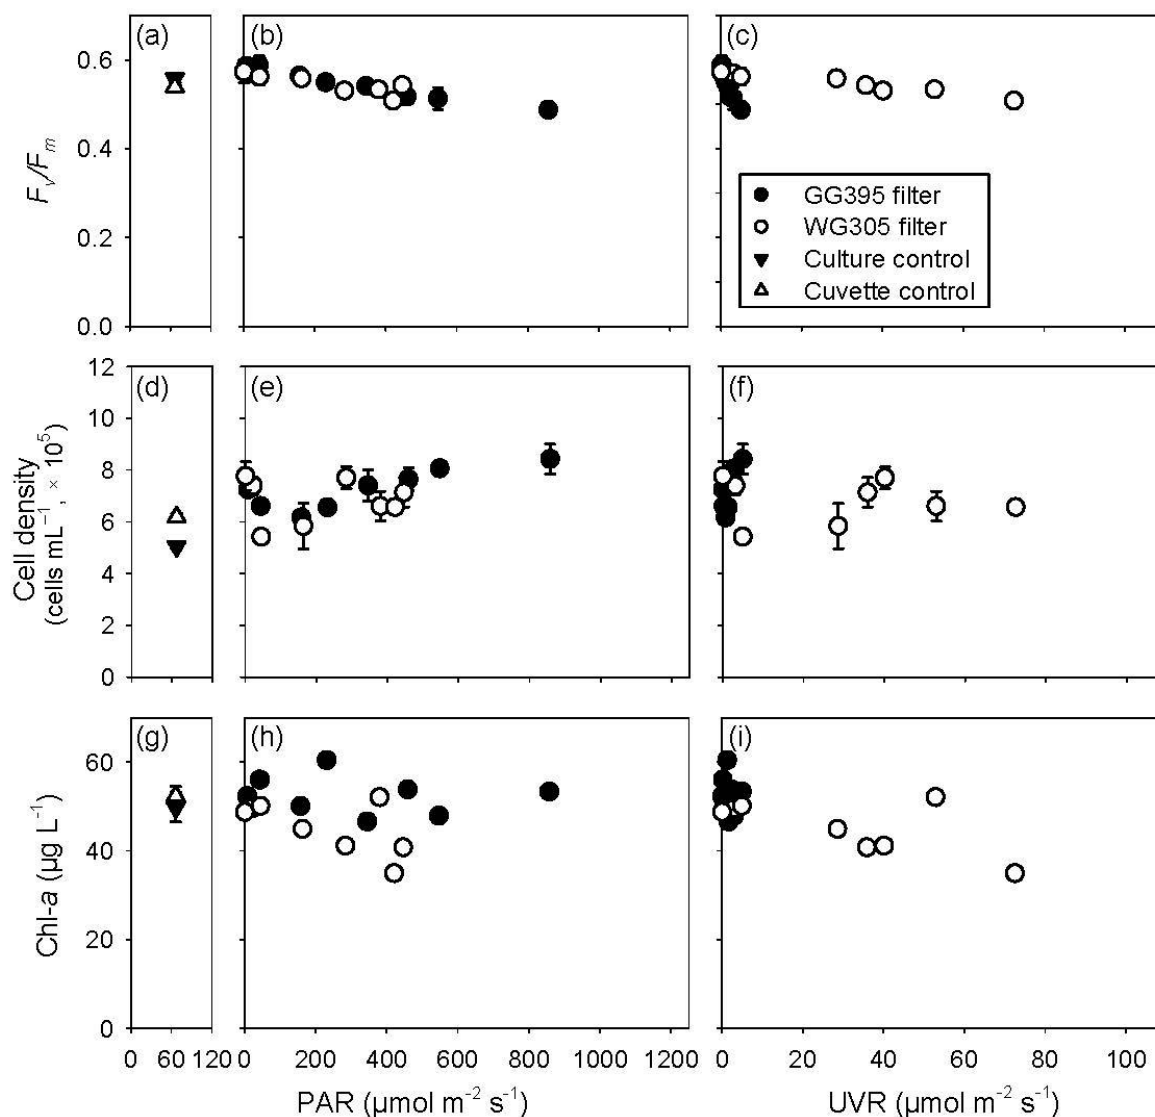 (a)
(b)
(c)
0.6
0.4
0.2
0.0
Fv/Fm
GG395 filter
WG305 filter
Culture control
Cuvette control
(d)
(e)
(f)
12
10
8
6
4
2
0
Cell density
(cells mL⁻¹, × 10⁵)
(g)
(h)
(i)
60
40
20
0
Chl-a (µg L⁻¹)
0 60 120
0 200 400 600 800 1000 1200
0 20 40 60 80 100
PAR (µmol m⁻² s⁻¹)
UVR (µmol m⁻² s⁻¹)